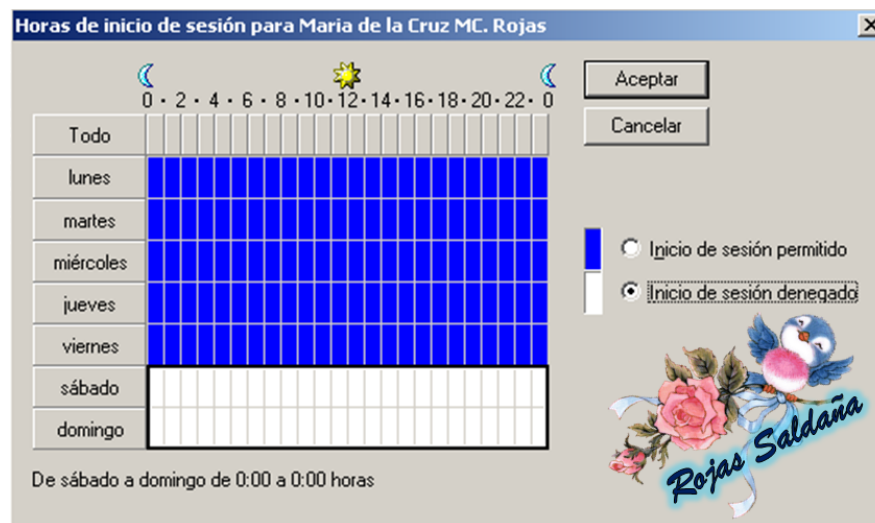 Horas de inicio de sesión para Maria de la Cruz MC. Rojas
Aceptar
Cancelar
0 · 2 · 4 · 6 · 8 · 10 · 12 · 14 · 16 · 18 · 20 · 22 · 0
Todo
lunes
martes
miércoles
jueves
viernes
sábado
domingo
Inicio de sesión permitido
Inicio de sesión denegado
De sábado a domingo de 0:00 a 0:00 horas
Rojas Saldaña